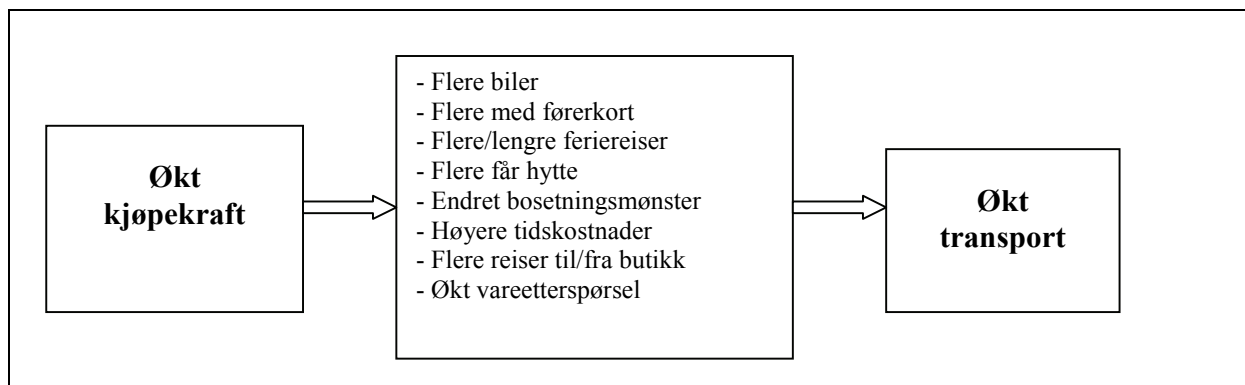 Økt
kjøpekraft
- Flere biler
- Flere med førerkort
- Flere/lengre feriereiser
- Flere får hytte
- Endret bosetningsmønster
- Høyere tidskostnader
- Flere reiser til/fra butikk
- Økt vareetterspørsel
Økt
transport